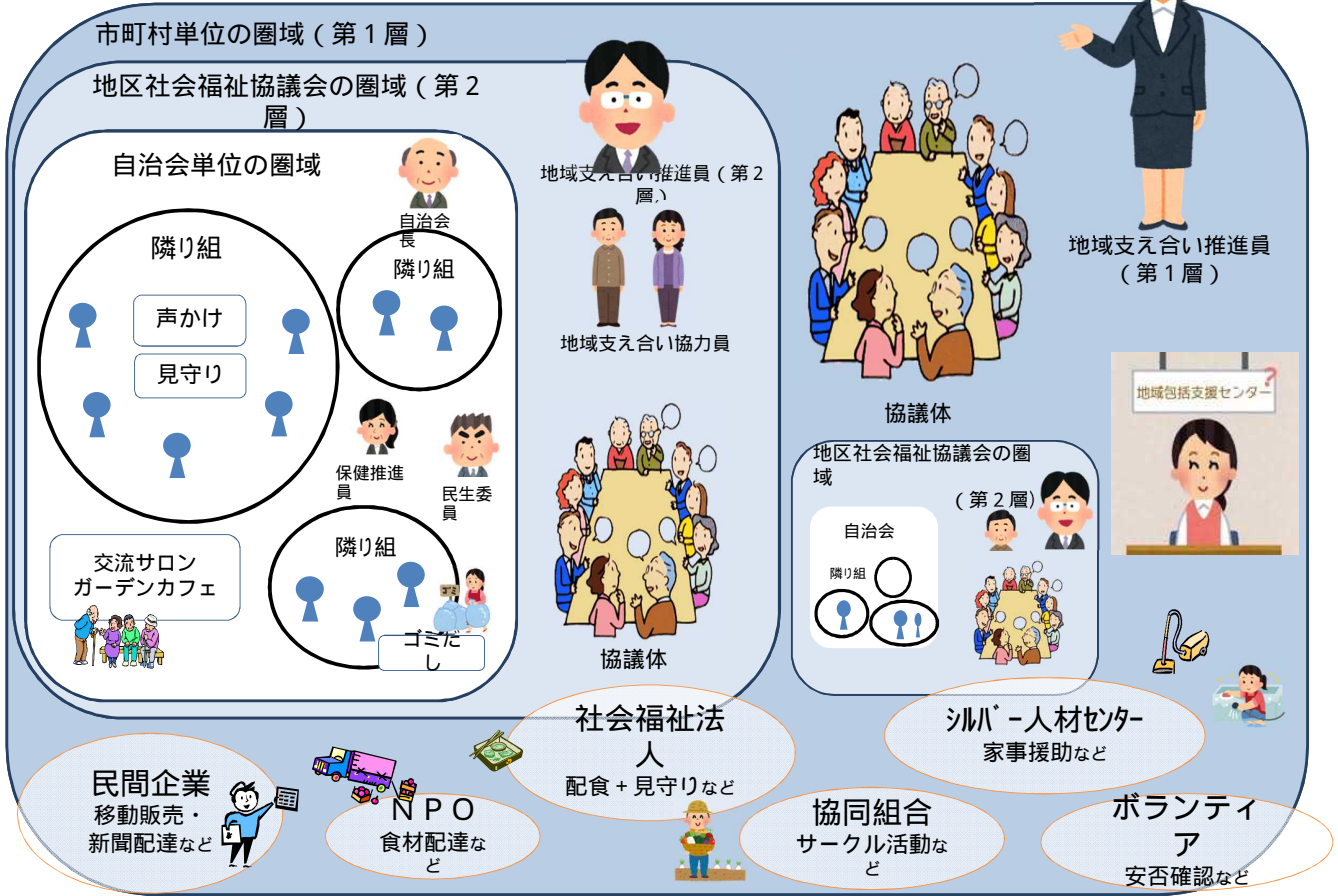 市町村単位の圏域（第１層）
地区社会福祉協議会の圏域（第２
層）
自治会単位の圏域
自治会
長
隣り組
声かけ
見守り
隣り組
保健推進
員
民生委
員
交流サロン
ガーデンカフェ
隣り組
ゴミ
ゴミだ
し
地域支え合い推進員（第２
層）
地域支え合い協力員
協議体
協議体
地域支え合い推進員
（第１層）
地域包括支援センター
?
地区社会福祉協議会の圏
域
（第２層）
自治会
隣り組
民間企業
移動販売・
新聞配達など
ＮＰＯ
食材配達な
ど
社会福祉法
人
配食＋見守りなど
協同組合
サークル活動な
ど
ｼﾙﾊﾞｰ人材ｾﾝﾀｰ
家事援助など
ボランティ
ア
安否確認など